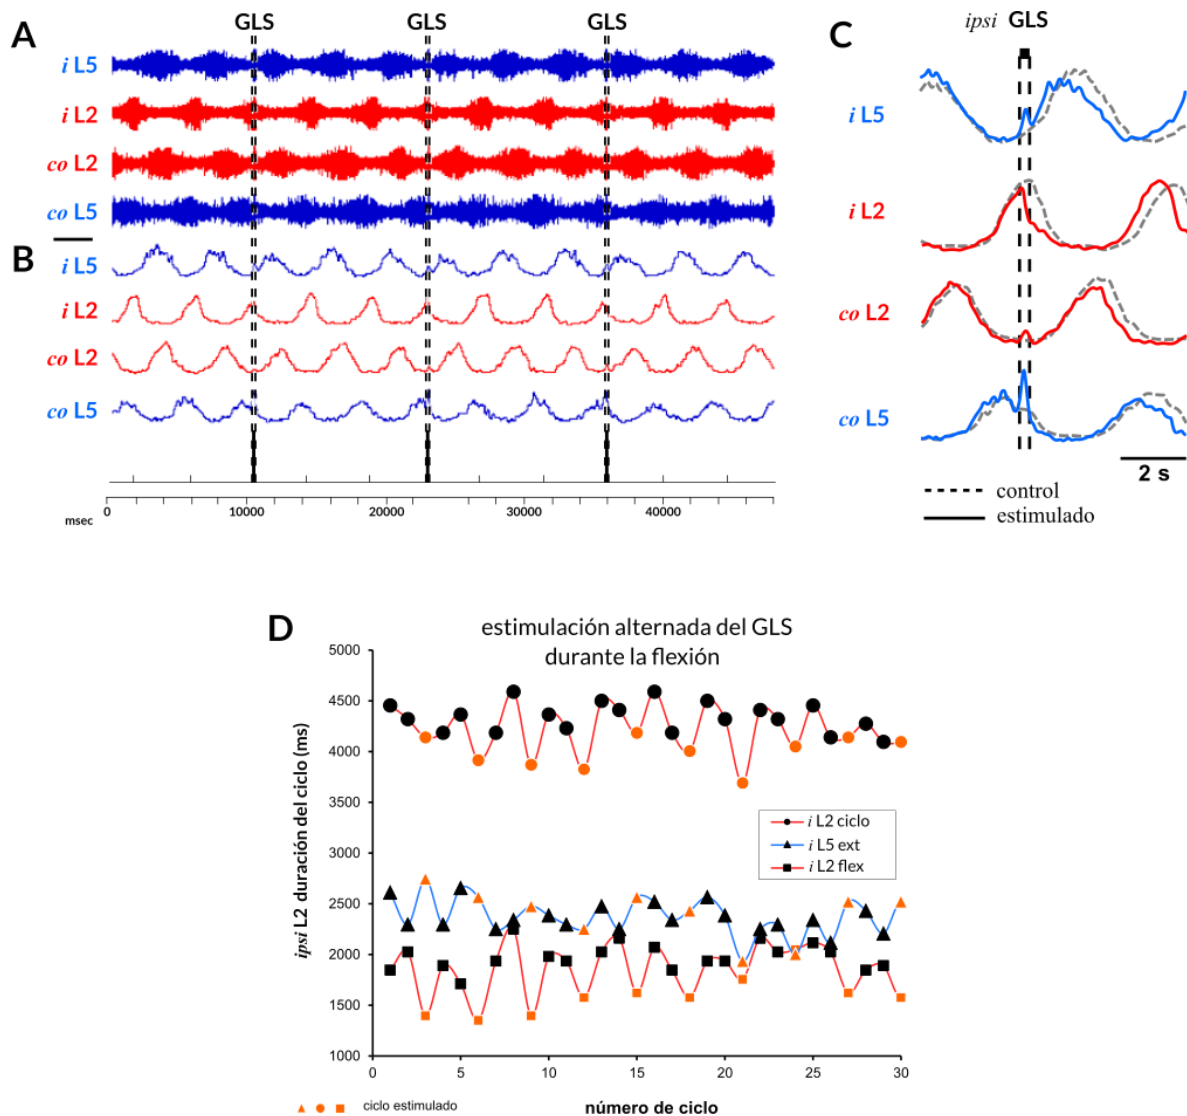 A
GLS
GLS
GLS
i L5
i L2
co L2
co L5
B
i L5
i L2
co L2
co L5
msec
0
10000
20000
30000
40000
C
ipsi GLS
i L5
i L2
co L2
co L5
2 s
control
estimulado
D
estimulación alternada del GLS
durante la flexión
ipsi L2 duración del ciclo (ms)
5000
4500
4000
3500
3000
2500
2000
1500
1000
i L2 ciclo
i L5 ext
i L2 flex
0 5 10 15 20 25 30
ciclo estimulado
número de ciclo